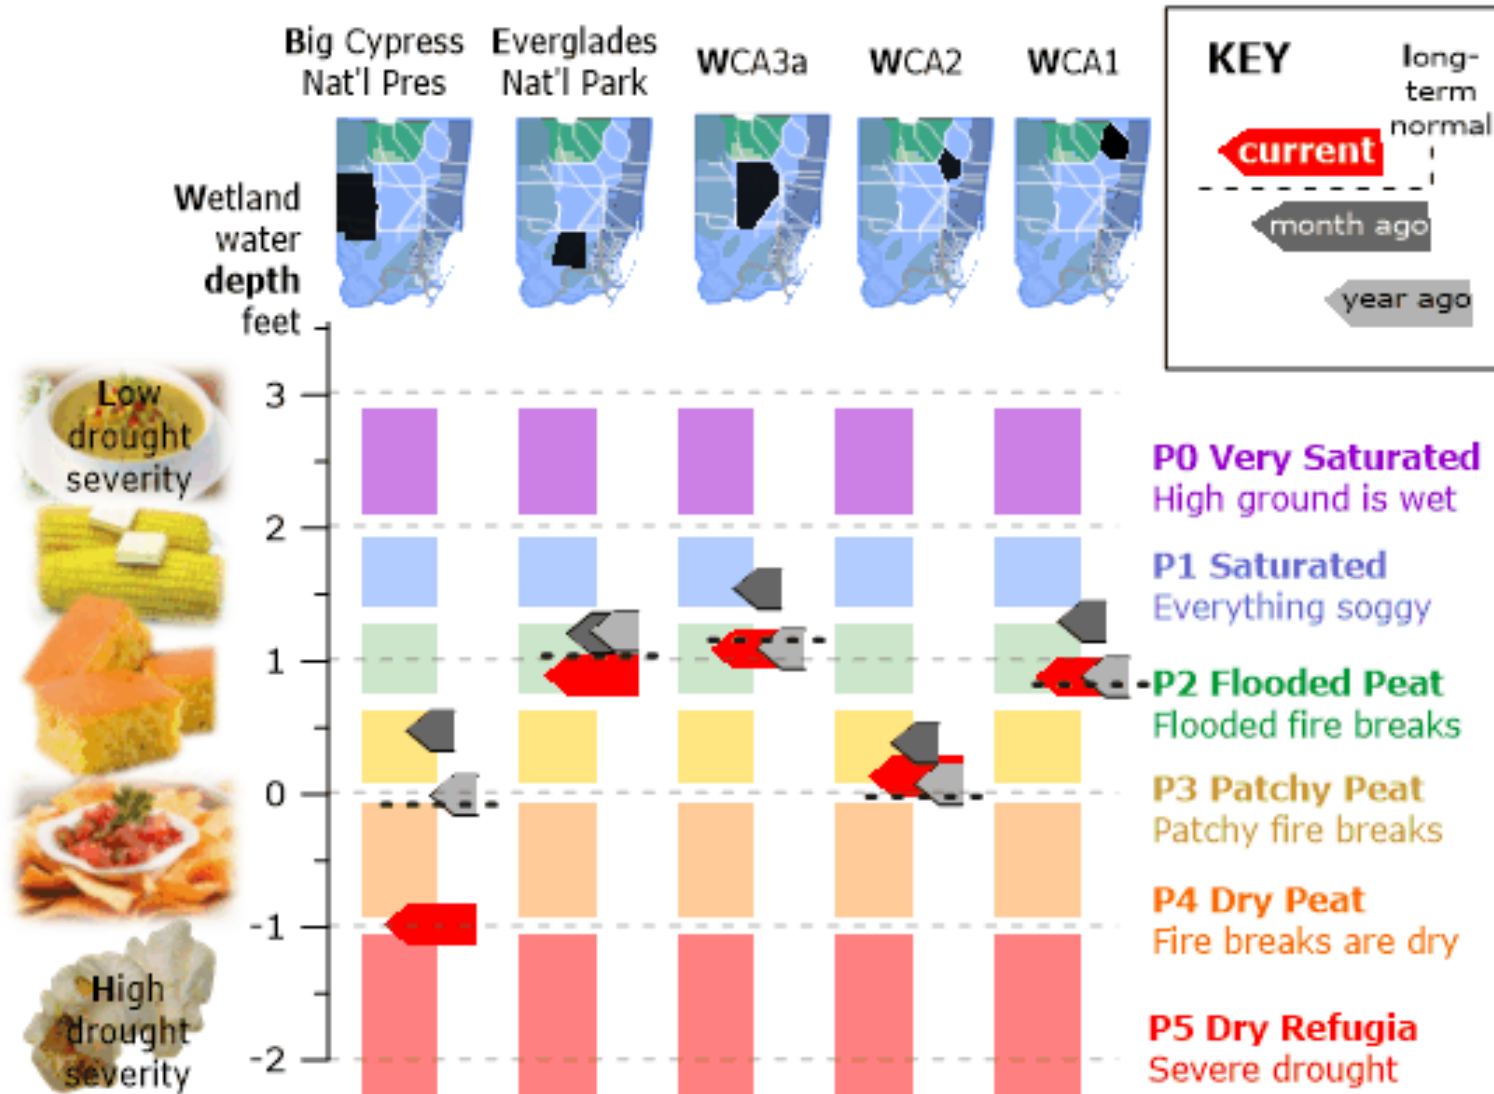 Big Cypress
Nat'l Pres
Everglades
Nat'l Park
WCA3a
WCA2
WCA1
KEY
long-
term
normal
current
month ago
year ago
Wetland
water
depth
feet
3
2
1
0
-1
-2
Low
drought
severity
High
drought
severity
P0 Very Saturated
High ground is wet
P1 Saturated
Everything soggy
P2 Flooded Peat
Flooded fire breaks
P3 Patchy Peat
Patchy fire breaks
P4 Dry Peat
Fire breaks are dry
P5 Dry Refugia
Severe drought